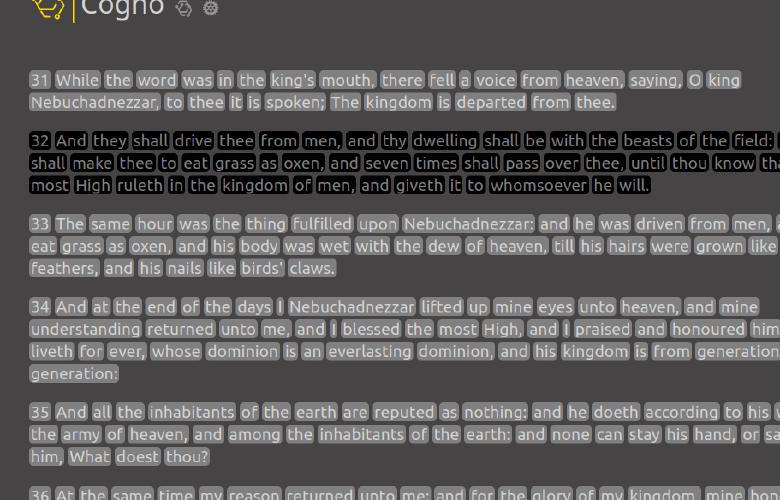 Cogno
31 While the word was in the king's mouth, there fell a voice from heaven, saying, O king
Nebuchadnezzar, to thee it is spoken; The kingdom is departed from thee.
32 And they shall drive thee from men, and thy dwelling shall be with the beasts of the field:
shall make thee to eat grass as oxen, and seven times shall pass over thee, until thou know
most High ruleth in the kingdom of men, and giveth it to whomsoever he will.
33 The same hour was the thing fulfilled upon Nebuchadnezzar: and he was driven from men,
eat grass as oxen, and his body was wet with the dew of heaven, till his hairs were grown like
feathers, and his nails like birds' claws.
34 And at the end of the days I Nebuchadnezzar lifted up mine eyes unto heaven, and mine
understanding returned unto me, and I blessed the most High, and I praised and honoured him
liveth for ever, whose dominion is an everlasting dominion, and his kingdom is from generation
generation:
35 And all the inhabitants of the earth are reputed as nothing: and he doeth according to his
the army of heaven, and among the inhabitants of the earth: and none can stay his hand, or
him, What doest thou?
36 At the same time my reason returned unto me; and for the glory of my kingdom, mine